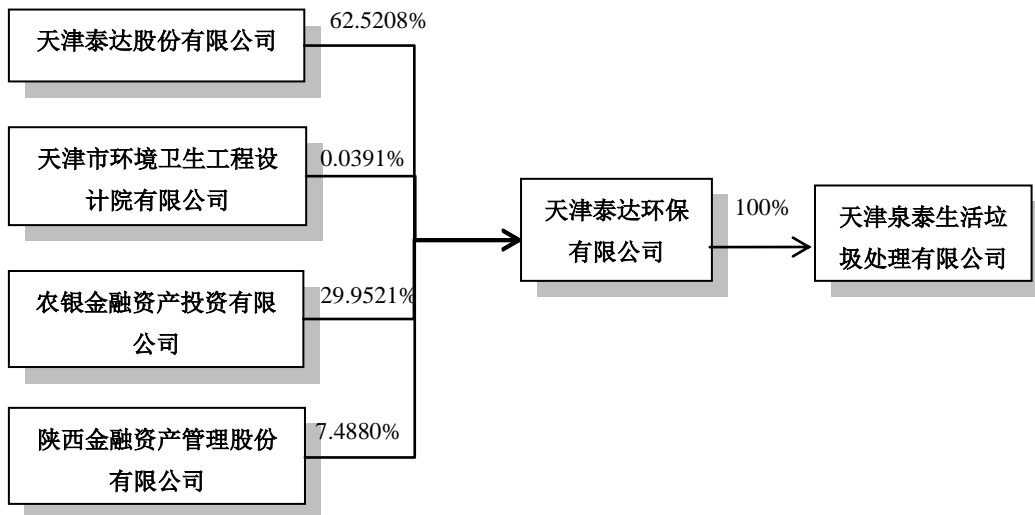 天津泰达股份有限公司
62.5208%
天津市环境卫生工程设
计院有限公司
0.0391%
农银金融资产投资有限
公司
29.9521%
陕西金融资产管理股份
有限公司
7.4880%
天津泰达环保
有限公司
100%
天津泉泰生活垃
圾处理有限公司